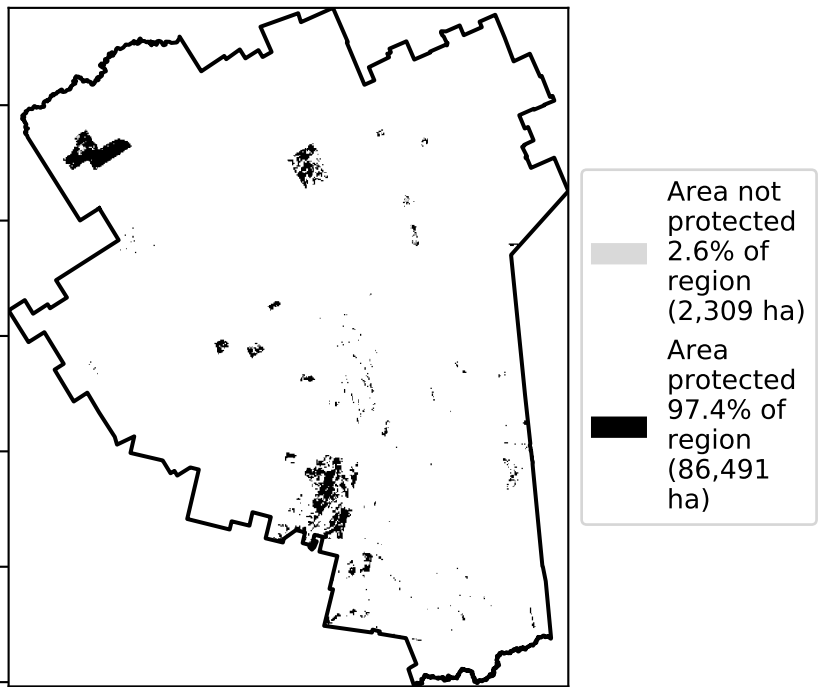 Area not
protected
2.6% of
region
(2,309 ha)
Area
protected
97.4% of
region
(86,491
ha)